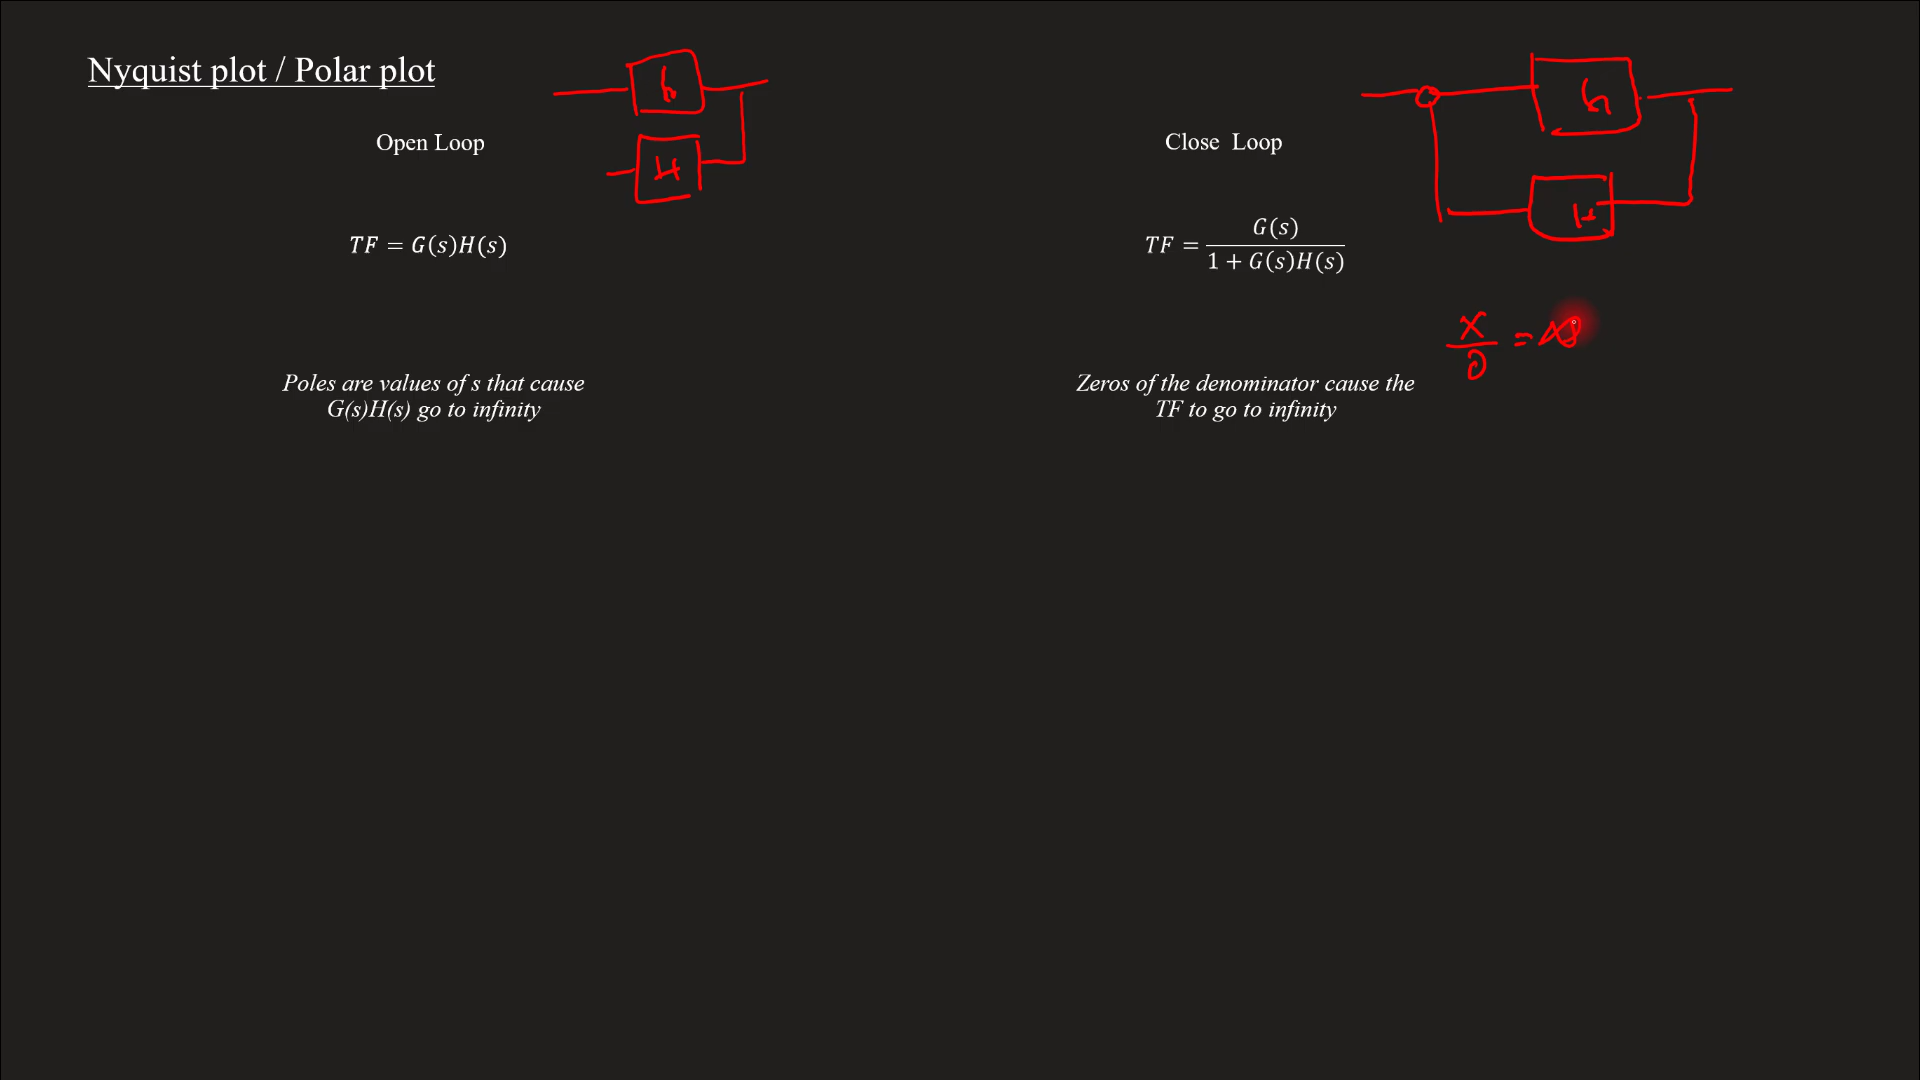 Nyquist plot / Polar plot
G
H
Open Loop
TF = G(s)H(s)
Poles are values of s that cause
G(s)H(s) go to infinity
G
H
Close Loop
TF = G(s) / 1 + G(s)H(s)
x / 0 = ∞
Zeros of the denominator cause the
TF to go to infinity